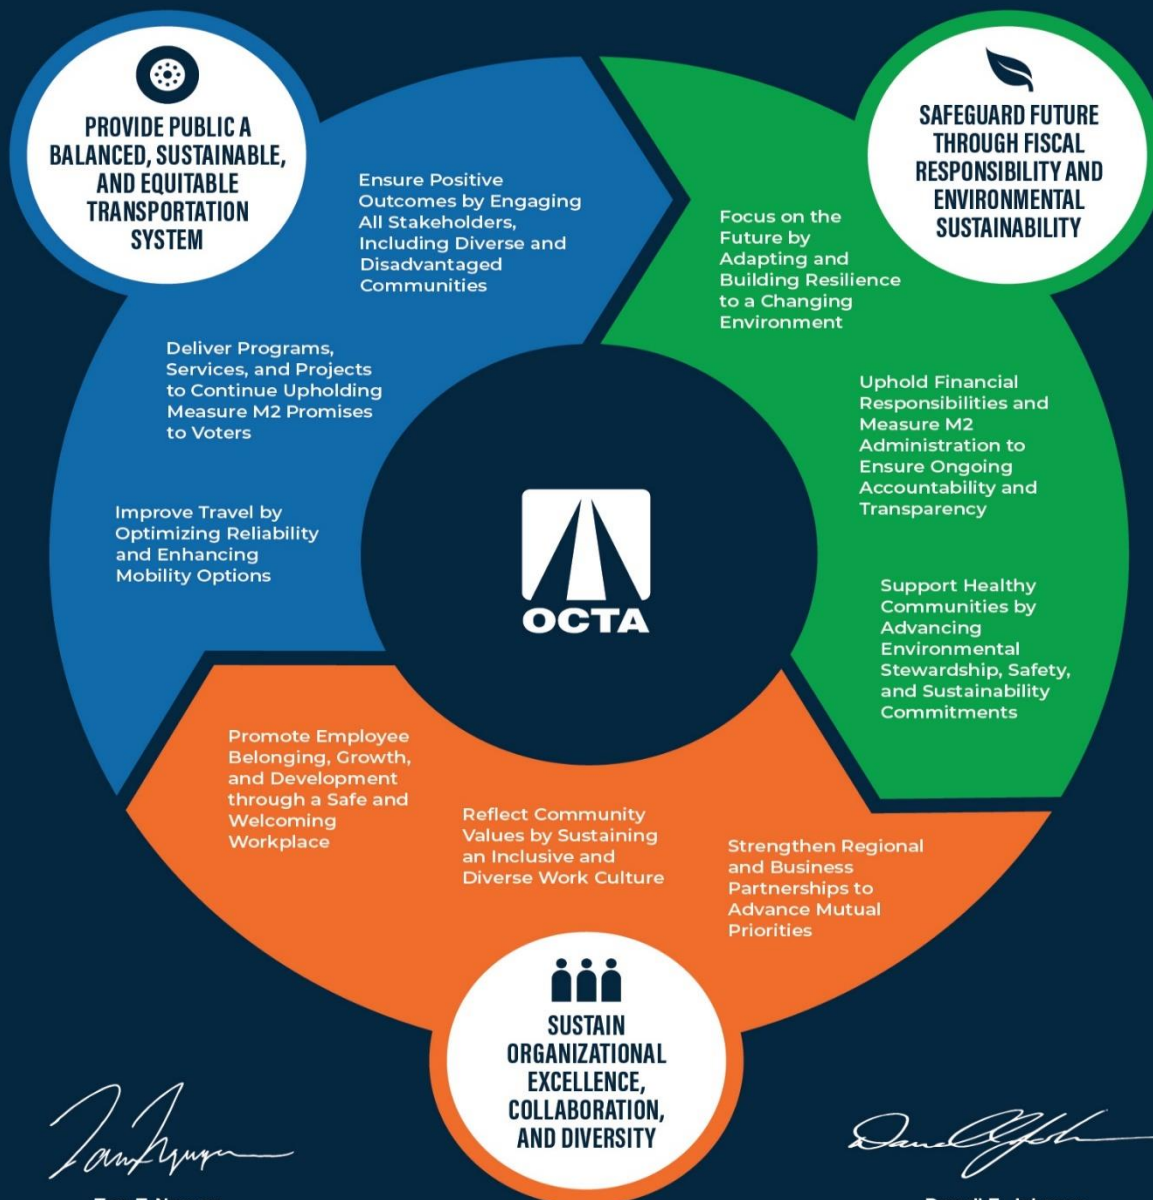 PROVIDE PUBLIC A
BALANCED, SUSTAINABLE,
AND EQUITABLE
TRANSPORTATION
SYSTEM
Ensure Positive
Outcomes by Engaging
All Stakeholders,
Including Diverse and
Disadvantaged
Communities
Deliver Programs,
Services, and Projects
to Continue Upholding
Measure M2 Promises
to Voters
Improve Travel by
Optimizing Reliability
and Enhancing
Mobility Options
SAFEGUARD FUTURE
THROUGH FISCAL
RESPONSIBILITY AND
ENVIRONMENTAL
SUSTAINABILITY
Focus on the
Future by
Adapting and
Building Resilience
to a Changing
Environment
Uphold Financial
Responsibilities and
Measure M2
Administration to
Ensure Ongoing
Accountability and
Transparency
Support Healthy
Communities by
Advancing
Environmental
Stewardship, Safety,
and Sustainability
Commitments
OCTA
Promote Employee
Belonging, Growth,
and Development
through a Safe and
Welcoming
Workplace
Reflect Community
Values by Sustaining
an Inclusive and
Diverse Work Culture
Strengthen Regional
and Business
Partnerships to
Advance Mutual
Priorities
SUSTAIN
ORGANIZATIONAL
EXCELLENCE,
COLLABORATION,
AND DIVERSITY